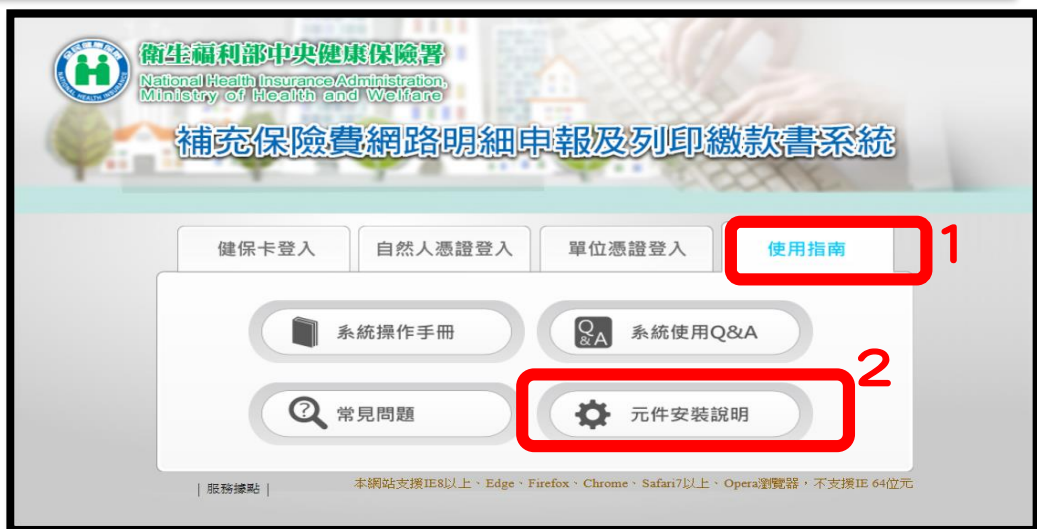 衛生福利部中央健康保險署
National Health Insurance Administration,
Ministry of Health and Welfare
補充保險費網路明細申報及列印繳款書系統
健保卡登入 自然人憑證登入 單位憑證登入 使用指南 1
系統操作手冊 Q&A 系統使用Q&A
2
? 常見問題 元件安裝說明
| 服務據點 | 本網站支援IE8以上、Edge、Firefox、Chrome、Safari7以上、Opera瀏覽器，不支援IE 64位元